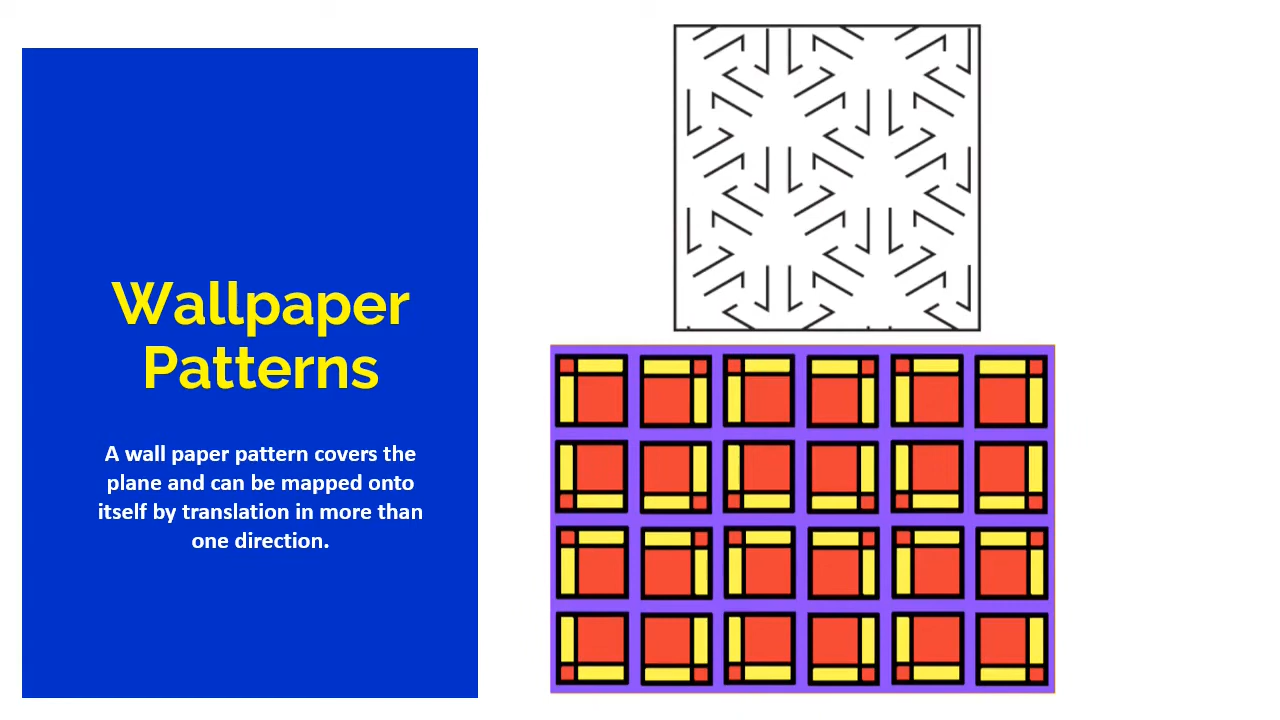 Wallpaper
Patterns
A wall paper pattern covers the
plane and can be mapped onto
itself by translation in more than
one direction.